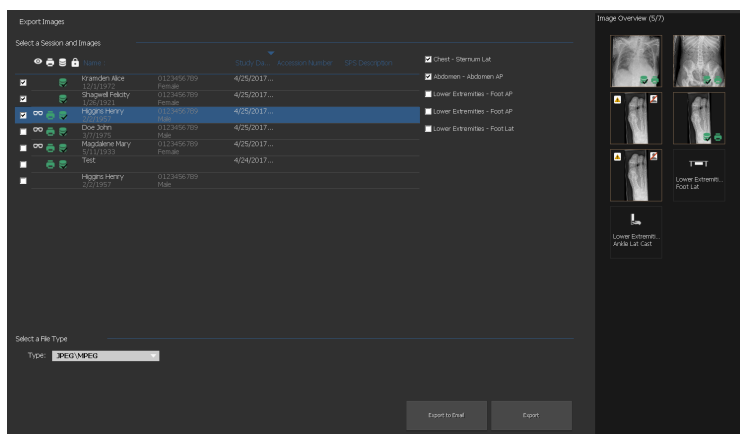 Export Images
Image Overview (5/7)
Select a Session and Images
Name
Study Da...
Accession Number
SPS Description
Kramden Alice
12/1/1972
0123456789
Female
4/25/2017...
Shagwell Felicity
1/26/1921
0123456789
Female
4/25/2017...
Higgins Henry
2/2/1957
0123456789
Male
4/25/2017...
Doe John
3/7/1975
0123456789
Male
4/25/2017...
Magdalene Mary
5/11/1933
0123456789
Female
4/25/2017...
Test
4/24/2017...
Higgins Henry
2/2/1957
0123456789
Male
Chest - Sternum Lat
Abdomen - Abdomen AP
Lower Extremities - Foot AP
Lower Extremities - Foot AP
Lower Extremities - Foot Lat
Lower Extremiti...
Foot Lat
Lower Extremiti...
Ankle Lat Cast
Select a File Type
Type: JPEG\MPEG
Export to Email
Export